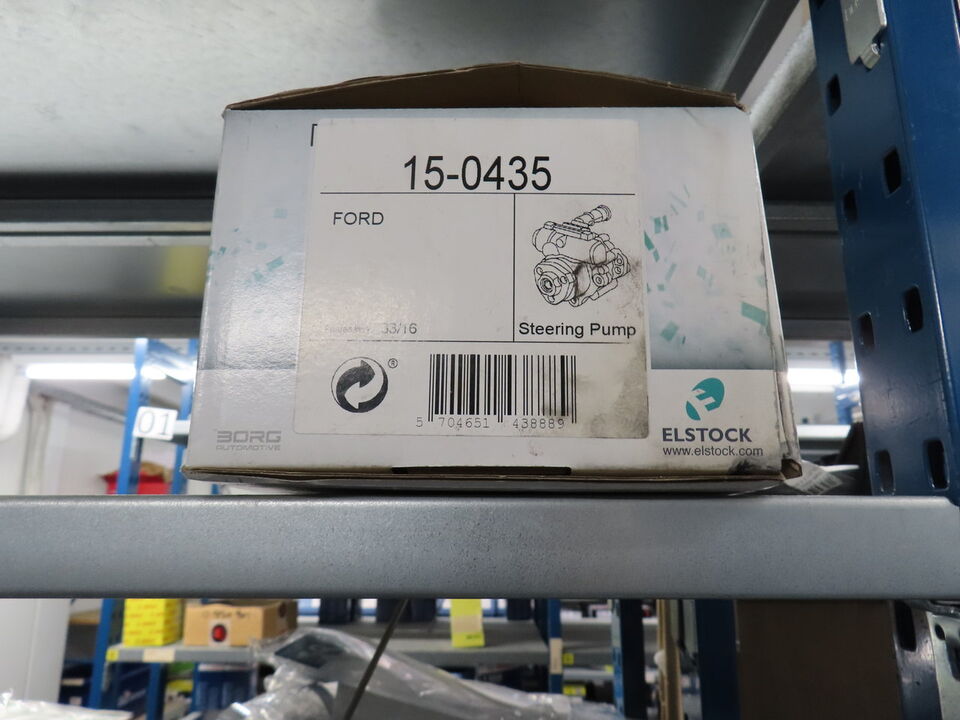 15-0435
FORD
33/16
Steering Pump
®
5 704651 438889
BORG
AUTOMOTIVE
ELSTOCK
www.elstock.com
01